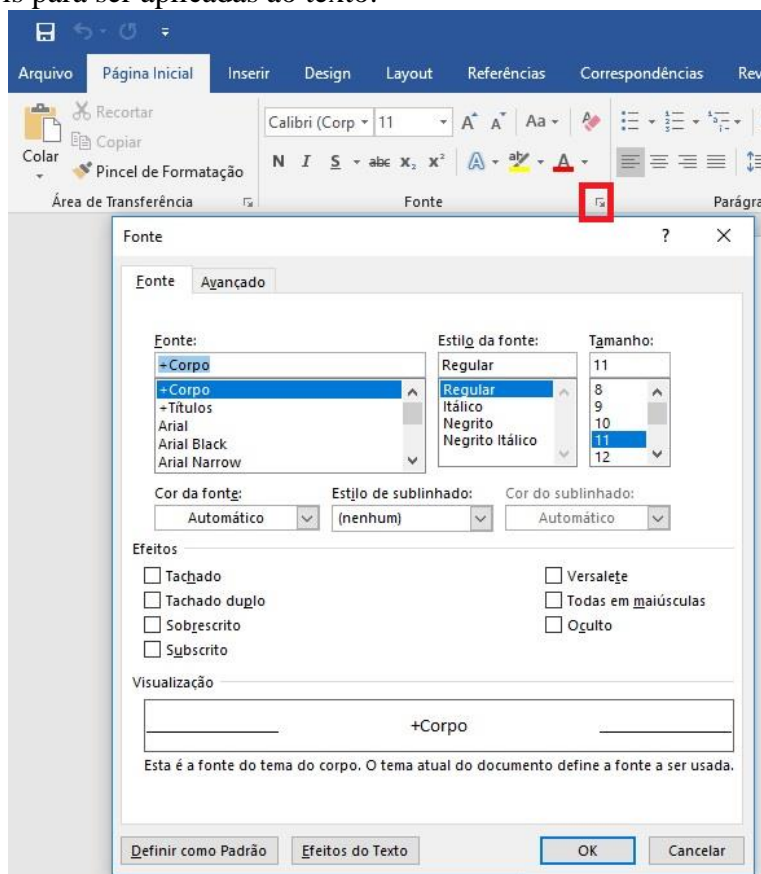 is para ser aplicadas ao texto.
Arquivo Página Inicial Inserir Design Layout Referências Correspondências Rev
Recortar
Copiar
Colar
Pincel de Formatação
Calibri (Corp 11 A A Aa
N I S abc X₂ X² A aby A
Área de Transferência Fonte Parágra
Fonte ? X
Fonte Avançado
Fonte: Estilo da fonte: Tamanho:
+Corpo Regular 11
+Corpo Regular 8
+Títulos Itálico 9
Arial Negrito 10
Arial Black Negrito Itálico 11
Arial Narrow 12
Cor da fonte: Estilo de sublinhado: Cor do sublinhado:
Automático (nenhum) Automático
Efeitos
Tachado Versalete
Tachado duplo Todas em maiúsculas
Sobrescrito Oculto
Subscrito
Visualização
+Corpo
Esta é a fonte do tema do corpo. O tema atual do documento define a fonte a ser usada.
Definir como Padrão Efeitos do Texto OK Cancelar